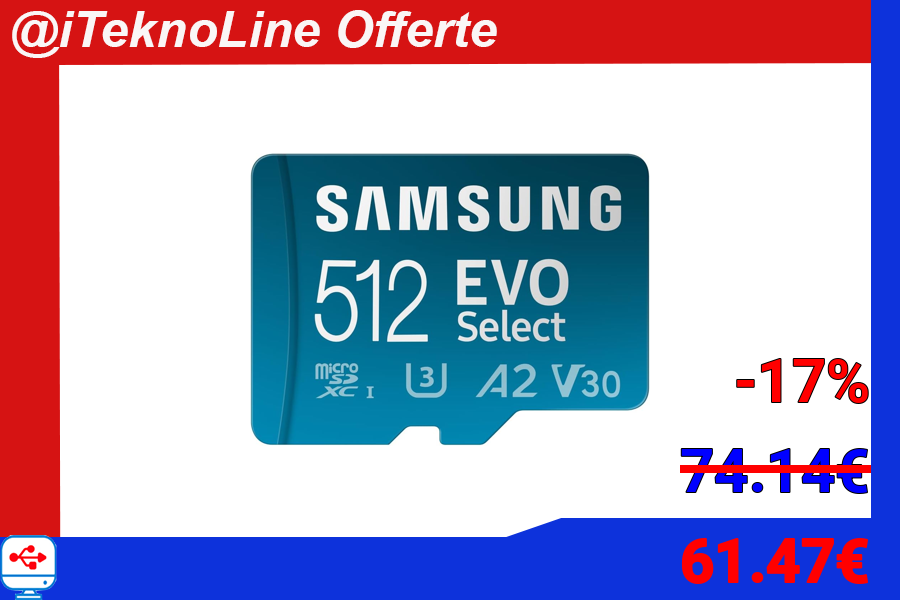 @iTeknoLine Offerte
SAMSUNG
512 EVO
Select
micro
SD
XC I U3 A2 V30
-17%
74.14€
61.47€